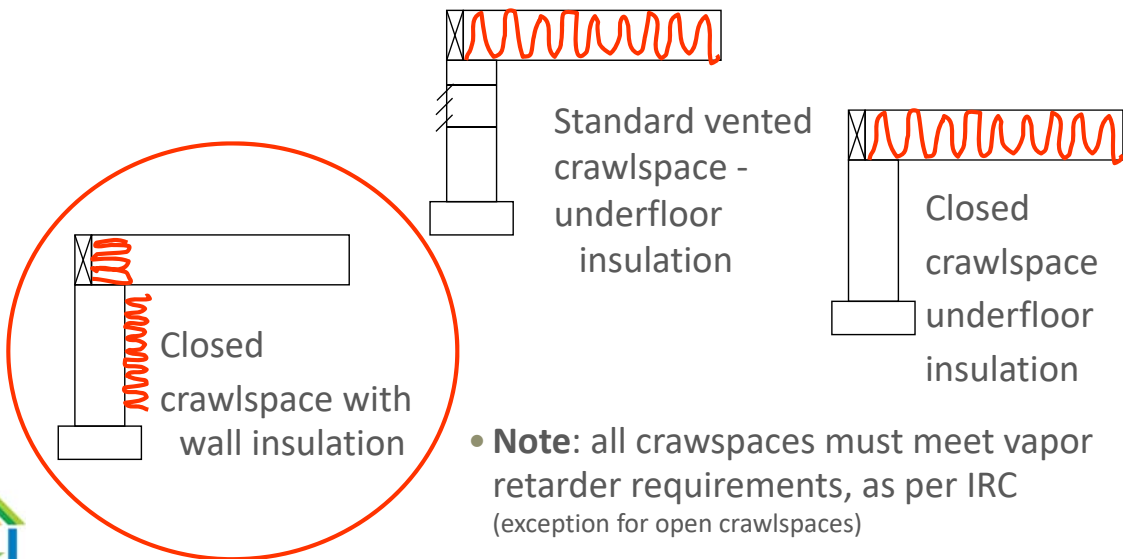 Standard vented
crawlspace -
underfloor
insulation
Closed
crawlspace
underfloor
insulation
Closed
crawlspace with
wall insulation
• Note: all crawspaces must meet vapor
retarder requirements, as per IRC
(exception for open crawlspaces)